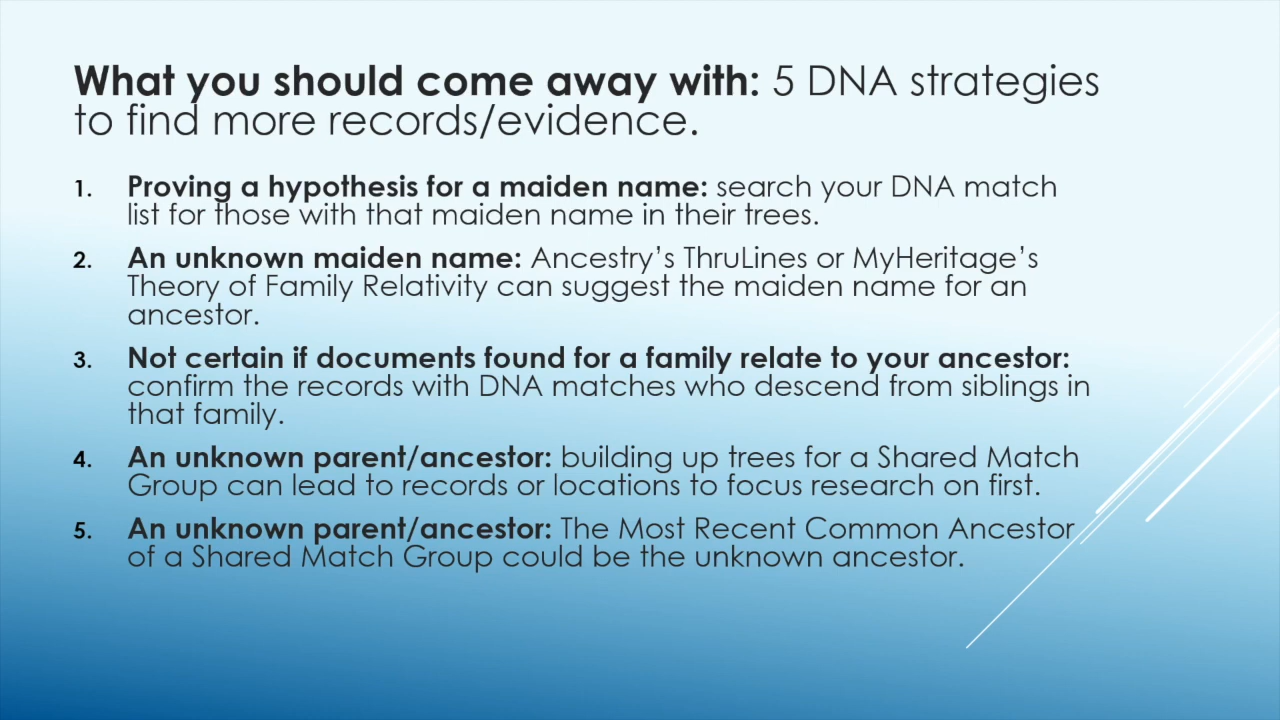 What you should come away with: 5 DNA strategies
to find more records/evidence.
1. Proving a hypothesis for a maiden name: search your DNA match
list for those with that maiden name in their trees.
2. An unknown maiden name: Ancestry’s ThruLines or MyHeritage’s
Theory of Family Relativity can suggest the maiden name for an
ancestor.
3. Not certain if documents found for a family relate to your ancestor:
confirm the records with DNA matches who descend from siblings in
that family.
4. An unknown parent/ancestor: building up trees for a Shared Match
Group can lead to records or locations to focus research on first.
5. An unknown parent/ancestor: The Most Recent Common Ancestor
of a Shared Match Group could be the unknown ancestor.